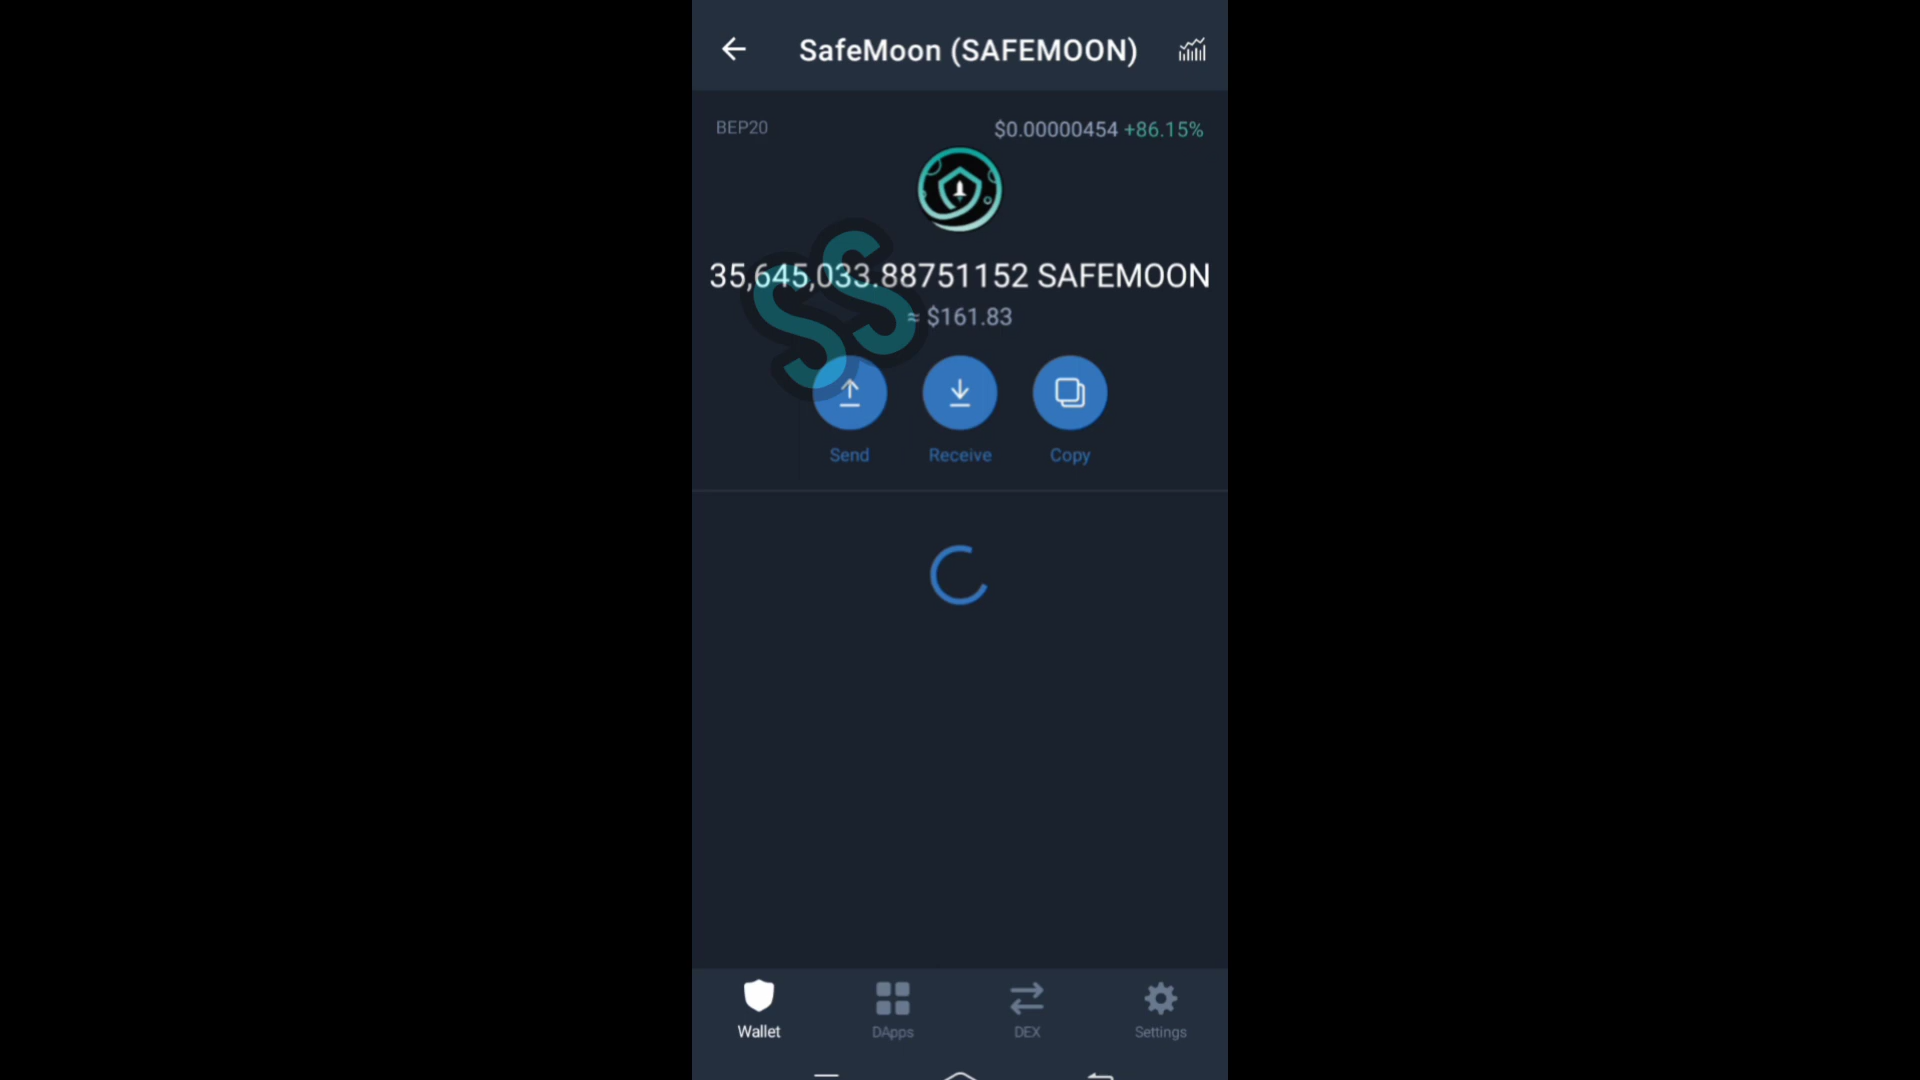 SafeMoon (SAFEMOON)
BEP20
$0.00000454 +86.15%
35,645,033.88751152 SAFEMOON
≈ $161.83
SS
Send
Receive
Copy
Wallet
DApps
DEX
Settings